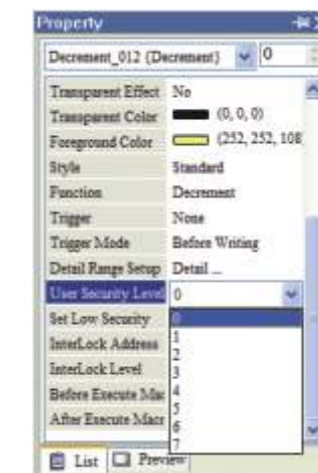 Property
Decrement_012 (Decrement) 0
Transparent Effect No
Transparent Color (0, 0, 0)
Foreground Color (252, 252, 108
Style Standard
Function Decrement
Trigger None
Trigger Mode Before Writing
Detail Range Setup Detail ...
User Security Level 0
Set Low Security 0
InterLock Address 1
2
InterLock Level 3
Before Execute Mac 4
5
After Execute Macr 6
7
List Preview